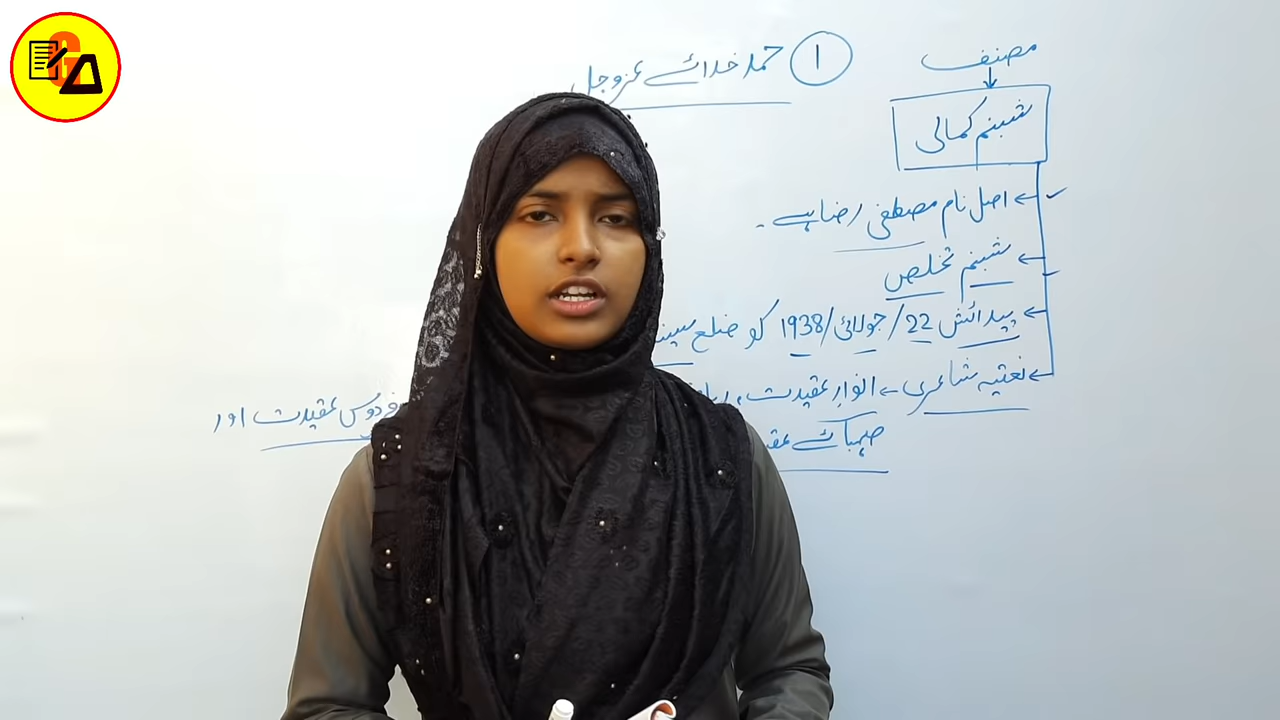 ۱ حمد خدائے عزوجل
مصنف
شبنم کمالی
اصل نام مصطفیٰ رضا ہے۔
شبنم تخلص
پیدائش 22/جولائی/1938 کو ضلع
نعتیہ شاعری انوارِ عقیدت، فردوس عقیدت اور
صہبائے